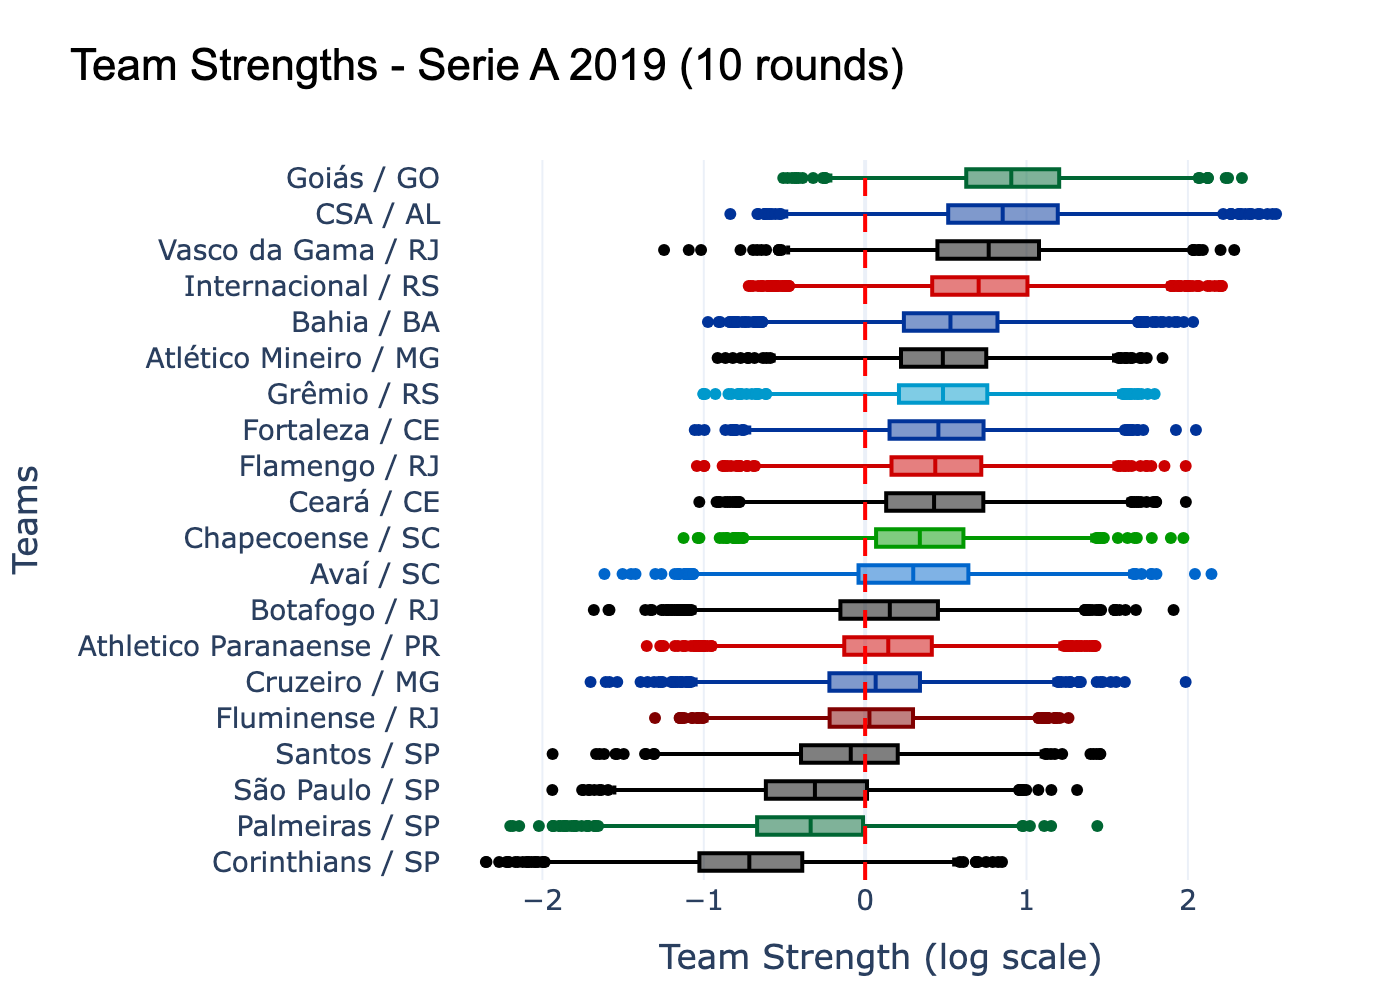 Team Strengths - Serie A 2019 (10 rounds)
Teams
Goiás / GO
CSA / AL
Vasco da Gama / RJ
Internacional / RS
Bahia / BA
Atlético Mineiro / MG
Grêmio / RS
Fortaleza / CE
Flamengo / RJ
Ceará / CE
Chapecoense / SC
Avaí / SC
Botafogo / RJ
Athletico Paranaense / PR
Cruzeiro / MG
Fluminense / RJ
Santos / SP
São Paulo / SP
Palmeiras / SP
Corinthians / SP
−2 −1 0 1 2
Team Strength (log scale)